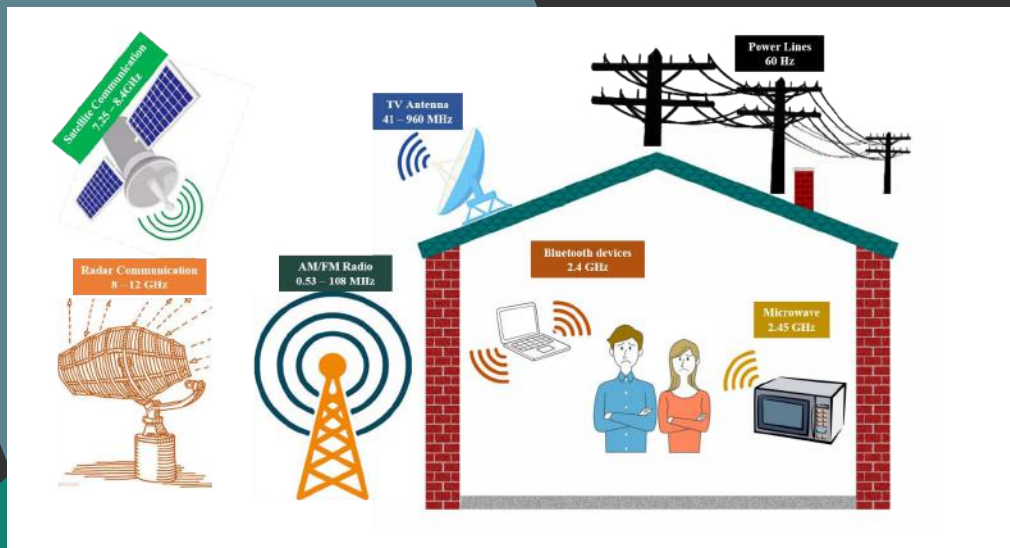 Satellite Communication
7.25 – 8.4GHz
TV Antenna
41 – 960 MHz
Power Lines
60 Hz
Radar Communication
8 – 12 GHz
AM/FM Radio
0.53 – 108 MHz
Bluetooth devices
2.4 GHz
Microwave
2.45 GHz